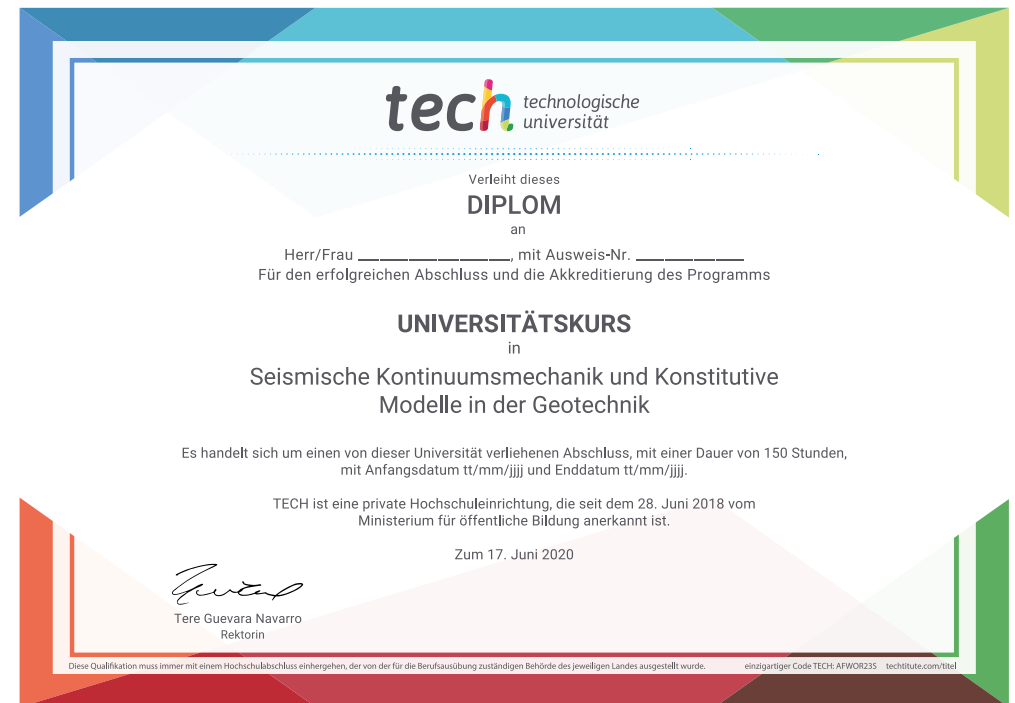 tech technologische
universität
Verleiht dieses
DIPLOM
an
Herr/Frau ________________, mit Ausweis-Nr. ____________
Für den erfolgreichen Abschluss und die Akkreditierung des Programms
UNIVERSITÄTSKURS
in
Seismische Kontinuumsmechanik und Konstitutive
Modelle in der Geotechnik
Es handelt sich um einen von dieser Universität verliehenen Abschluss, mit einer Dauer von 150 Stunden,
mit Anfangsdatum tt/mm/jjjj und Enddatum tt/mm/jjjj.
TECH ist eine private Hochschuleinrichtung, die seit dem 28. Juni 2018 vom
Ministerium für öffentliche Bildung anerkannt ist.
Zum 17. Juni 2020
Tere Guevara Navarro
Rektorin
Diese Qualifikation muss immer mit einem Hochschulabschluss einhergehen, der von der für die Berufsausübung zuständigen Behörde des jeweiligen Landes ausgestellt wurde. einzigartiger Code TECH: AFWOR23S techtitute.com/titel